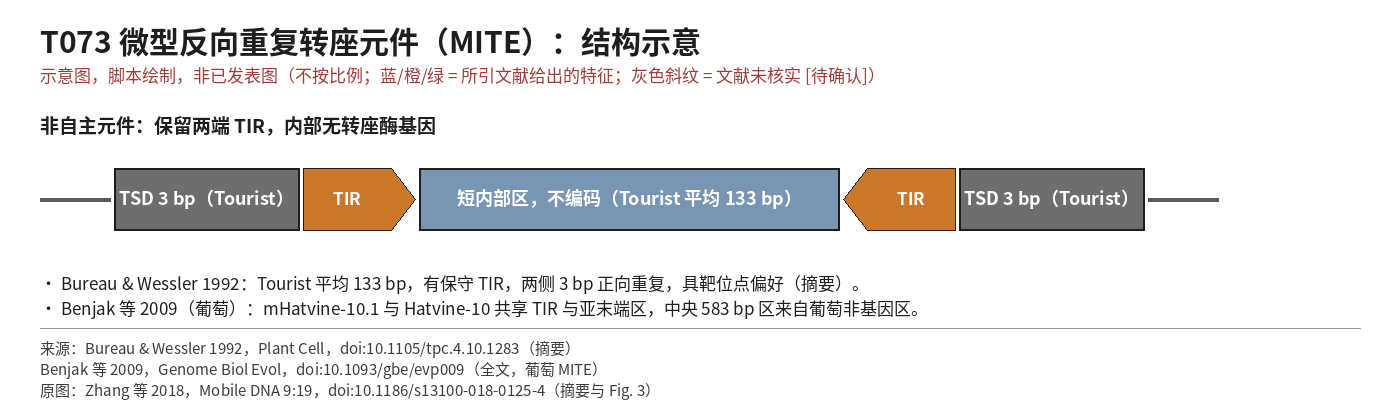 T073 微型反向重复转座元件（MITE）：结构示意
示意图，脚本绘制，非已发表图（不按比例；蓝/橙/绿 = 所引文献给出的特征；灰色斜纹 = 文献未核实 [待确认]）
非自主元件：保留两端 TIR，内部无转座酶基因
TSD 3 bp（Tourist） TIR 短内部区，不编码（Tourist 平均 133 bp） TIR TSD 3 bp（Tourist）
・ Bureau & Wessler 1992：Tourist 平均 133 bp，有保守 TIR，两侧 3 bp 正向重复，具靶位点偏好（摘要）。
・ Benjak 等 2009（葡萄）：mHatvine-10.1 与 Hatvine-10 共享 TIR 与亚末端区，中央 583 bp 区来自葡萄非基因区。
来源：Bureau & Wessler 1992，Plant Cell，doi:10.1105/tpc.4.10.1283（摘要）
Benjak 等 2009，Genome Biol Evol，doi:10.1093/gbe/evp009（全文，葡萄 MITE）
原图：Zhang 等 2018，Mobile DNA 9:19，doi:10.1186/s13100-018-0125-4（摘要与 Fig. 3）